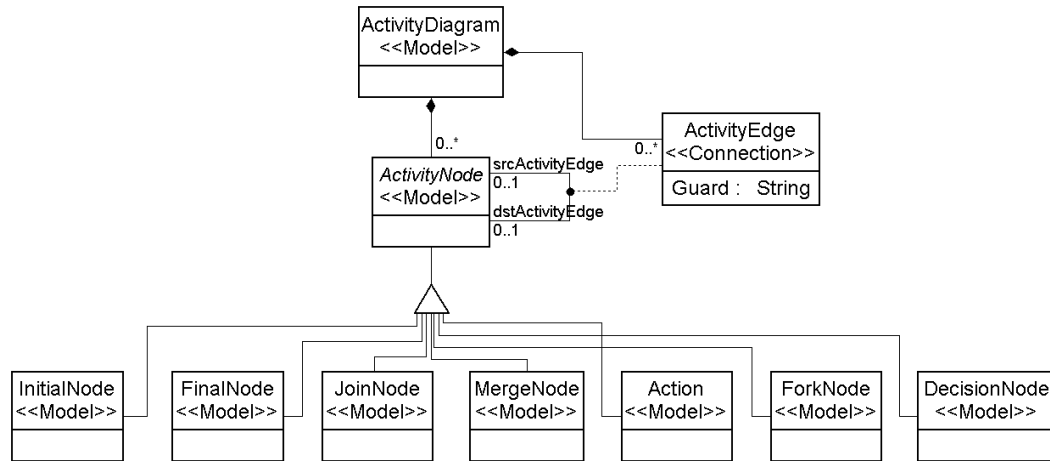 ActivityDiagram
<<Model>>
ActivityEdge
<<Connection>>
Guard :   String
0..*
0..*
ActivityNode
<<Model>>
srcActivityEdge
0..1
dstActivityEdge
0..1
InitialNode
<<Model>>
FinalNode
<<Model>>
JoinNode
<<Model>>
MergeNode
<<Model>>
Action
<<Model>>
ForkNode
<<Model>>
DecisionNode
<<Model>>